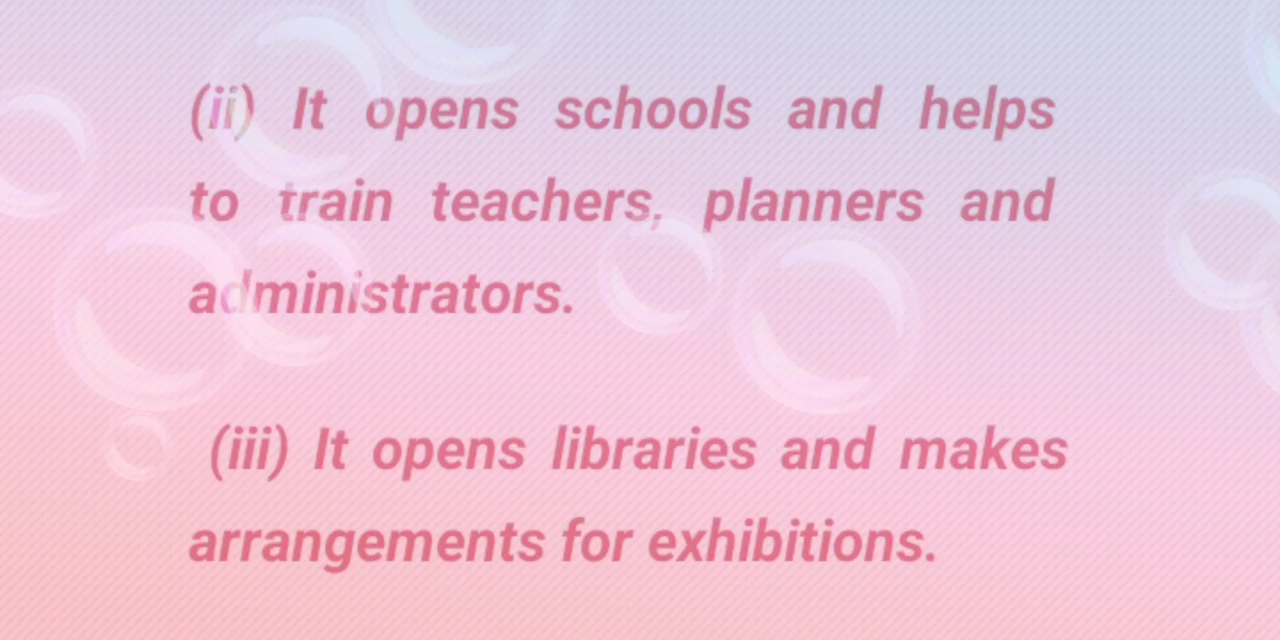 (ii) It opens schools and helps
to train teachers, planners and
administrators.
(iii) It opens libraries and makes
arrangements for exhibitions.